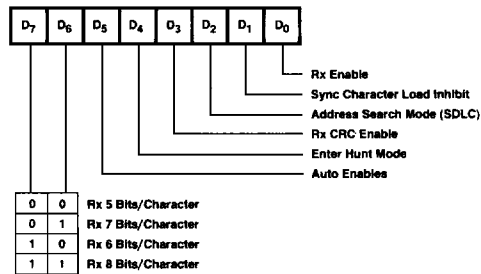 D7 D6 D5 D4 D3 D2 D1 D0
Rx Enable
Sync Character Load Inhibit
Address Search Mode (SDLC)
Rx CRC Enable
Enter Hunt Mode
Auto Enables
0 0 Rx 5 Bits/Character
0 1 Rx 7 Bits/Character
1 0 Rx 6 Bits/Character
1 1 Rx 8 Bits/Character